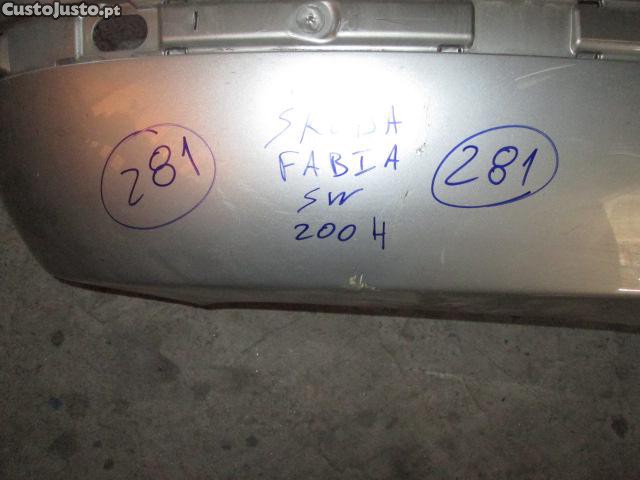 CustoJusto.pt
281
SKODA
FABIA
SW
2004
281